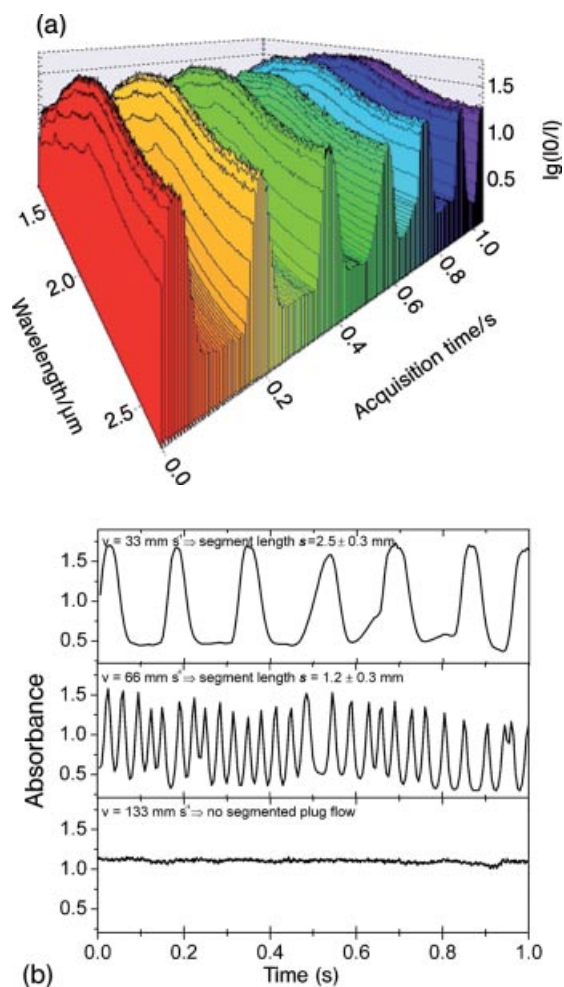 (a)
1.5
1.0
0.5
lg(I0/I)
1.5
2.0
2.5
Wavelength/µm
0.0
0.2
0.4
0.6
0.8
1.0
Acquisition time/s
v = 33 mm s⁻¹⇒ segment length s=2.5 ± 0.3 mm
1.5
1.0
0.5
v = 66 mm s⁻¹⇒ segment length s = 1.2 ± 0.3 mm
1.5
1.0
0.5
v = 133 mm s⁻¹⇒ no segmented plug flow
1.5
1.0
0.5
Absorbance
0.0 0.2 0.4 0.6 0.8 1.0
Time (s)
(b)